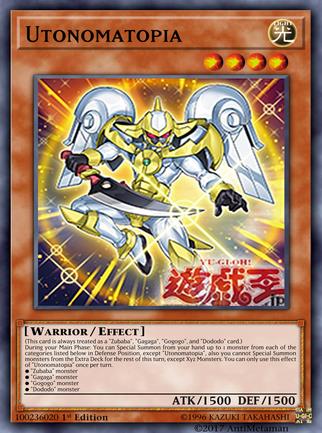 UTONOMATOPIA
LIGHT
光
YU-GI-OH!
遊戯王
[WARRIOR / EFFECT]
(This card is always treated as a "Zubaba", "Gagaga", "Gogogo", and "Dododo" card.)
During your Main Phase: You can Special Summon from your hand up to 1 monster from each of the
categories listed below in Defense Position, except "Utonomatopia", also you cannot Special Summon
monsters from the Extra Deck for the rest of this turn, except Xyz Monsters. You can only use this effect
of "Utonomatopia" once per turn.
● "Zubaba" monster
● "Gagaga" monster
● "Gogogo" monster
● "Dododo" monster
ATK/1500 DEF/1500
100236020 1st Edition ©1996 KAZUKI TAKAHASHI
©2017 AntiMetaman